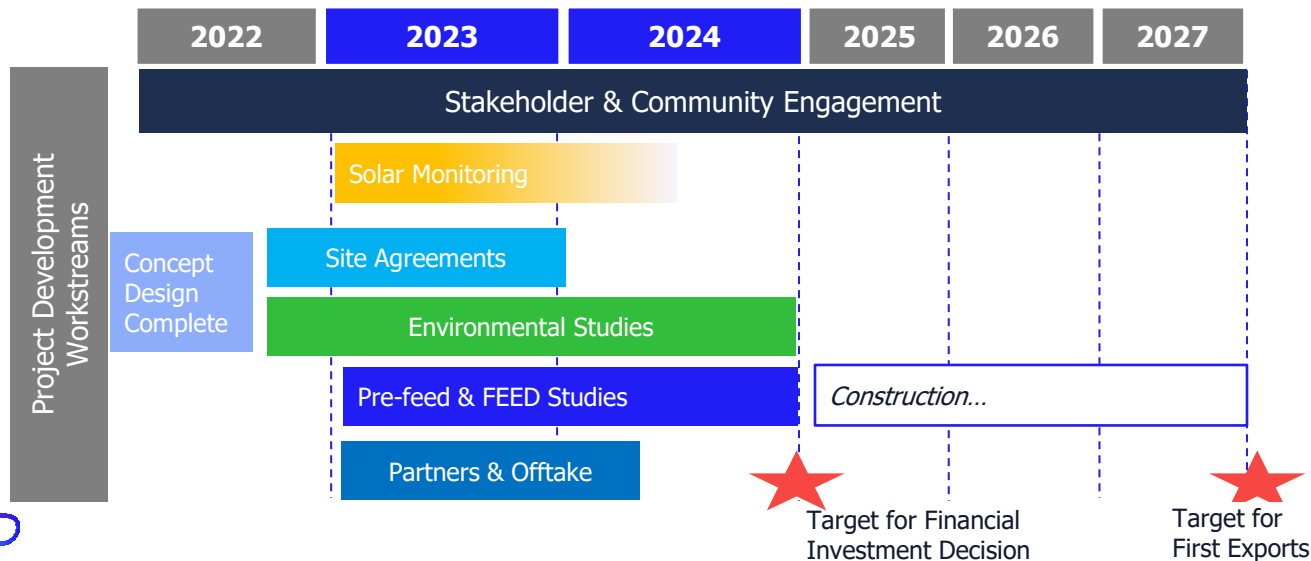 2022 2023 2024 2025 2026 2027
Project Development
Workstreams
Stakeholder & Community Engagement
Solar Monitoring
Concept
Design
Complete
Site Agreements
Environmental Studies
Pre-feed & FEED Studies
Construction...
Partners & Offtake
Target for Financial
Investment Decision
Target for
First Exports